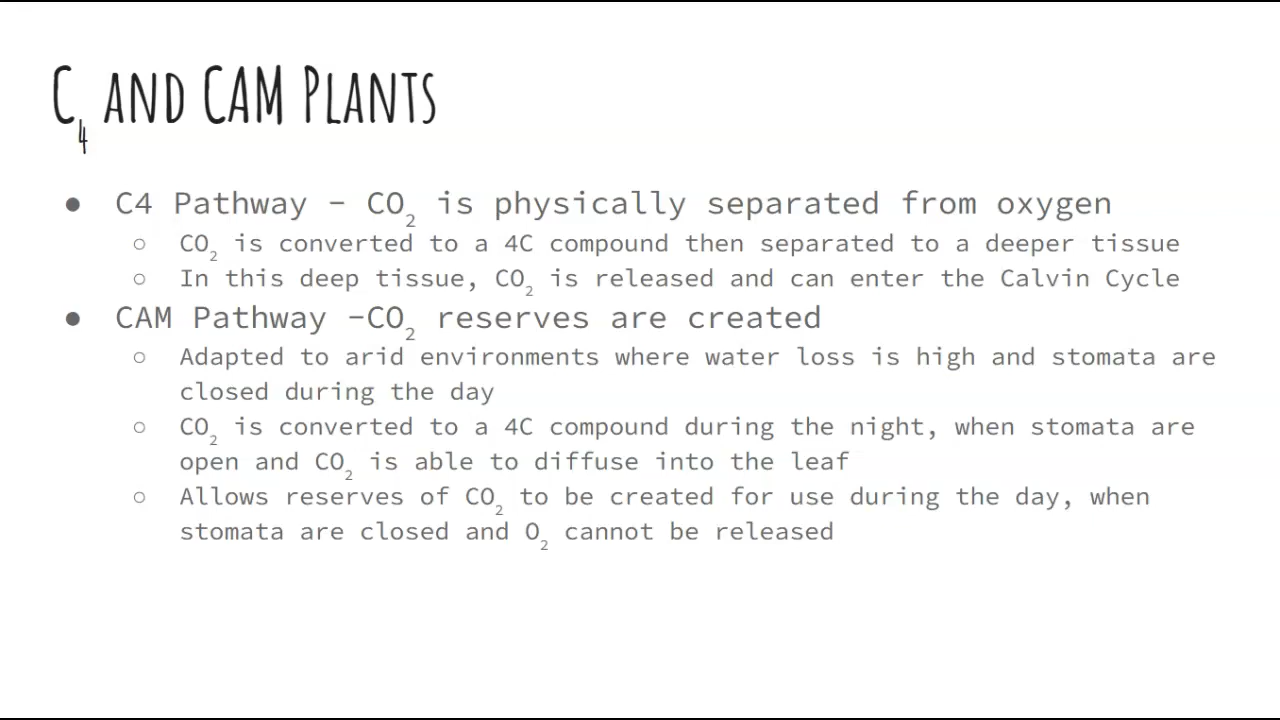 C₄ AND CAM PLANTS
● C4 Pathway - CO₂ is physically separated from oxygen
○ CO₂ is converted to a 4C compound then separated to a deeper tissue
○ In this deep tissue, CO₂ is released and can enter the Calvin Cycle
● CAM Pathway -CO₂ reserves are created
○ Adapted to arid environments where water loss is high and stomata are
closed during the day
○ CO₂ is converted to a 4C compound during the night, when stomata are
open and CO₂ is able to diffuse into the leaf
○ Allows reserves of CO₂ to be created for use during the day, when
stomata are closed and O₂ cannot be released